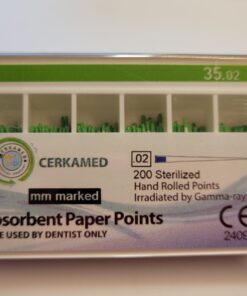 35.02
CERKAMED
.02
200 Sterilized
Hand Rolled Points
Irradiated by Gamma-ray
mm marked
sorbent Paper Points
E USED BY DENTIST ONLY
CE
2409